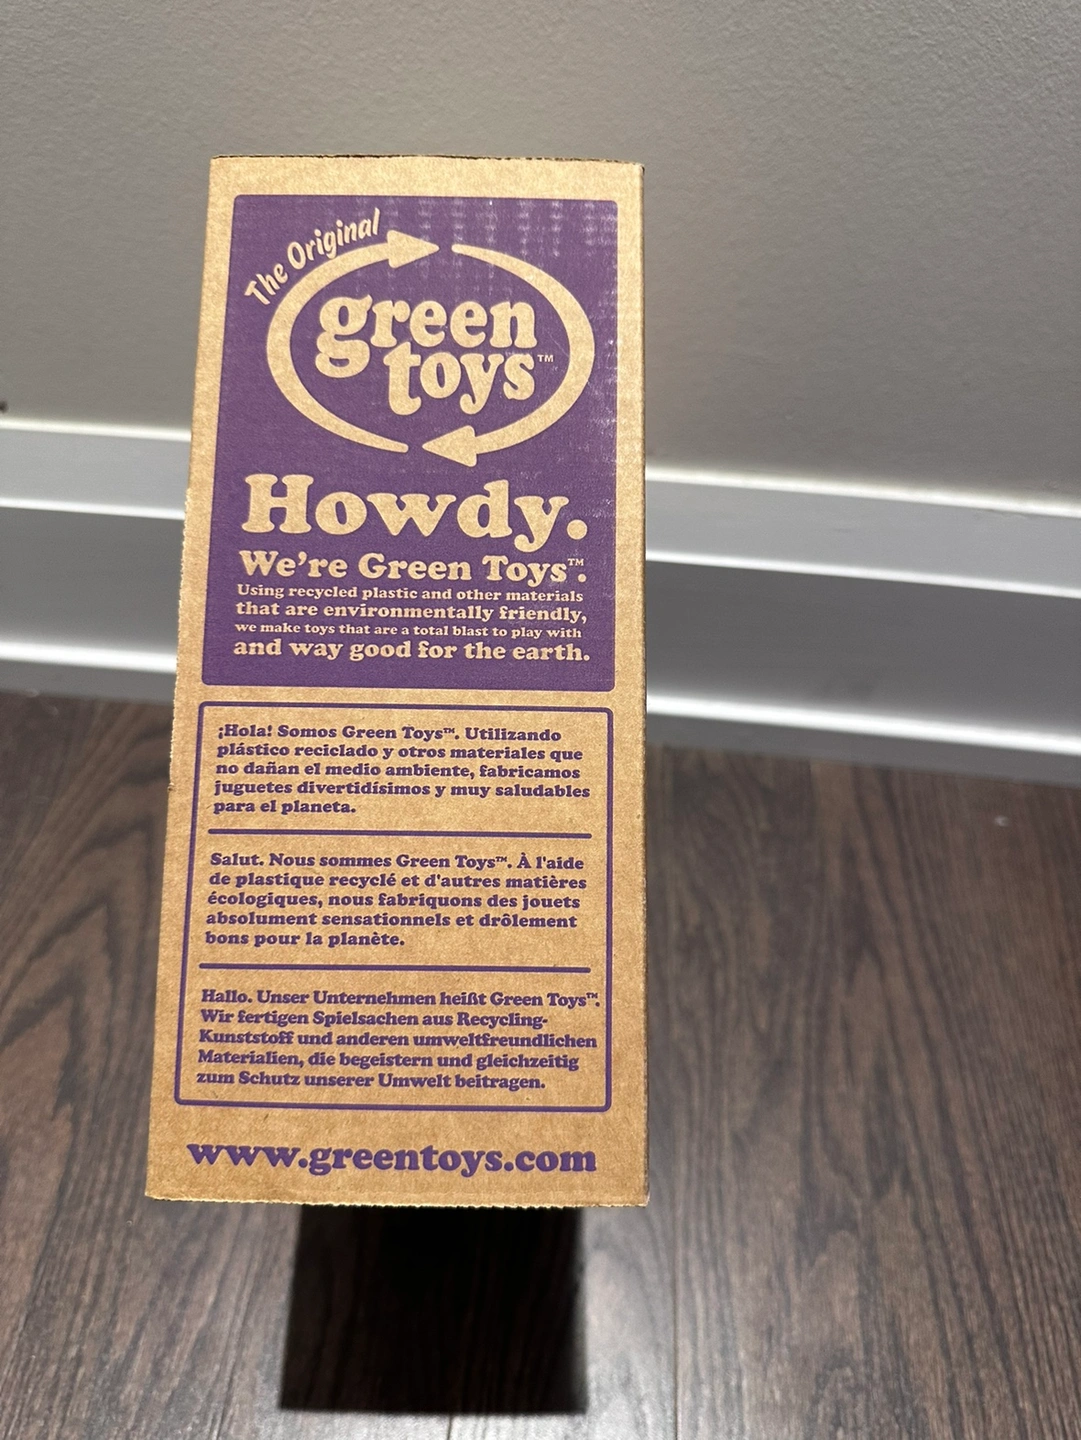 The Original
green
toys™
Howdy.
We're Green Toys™.
Using recycled plastic and other materials
that are environmentally friendly,
we make toys that are a total blast to play with
and way good for the earth.
¡Hola! Somos Green Toys™. Utilizando
plástico reciclado y otros materiales que
no dañan el medio ambiente, fabricamos
juguetes divertidísimos y muy saludables
para el planeta.
Salut. Nous sommes Green Toys™. À l'aide
de plastique recyclé et d'autres matières
écologiques, nous fabriquons des jouets
absolument sensationnels et drôlement
bons pour la planète.
Hallo. Unser Unternehmen heißt Green Toys™.
Wir fertigen Spielsachen aus Recycling-
Kunststoff und anderen umweltfreundlichen
Materialien, die begeistern und gleichzeitig
zum Schutz unserer Umwelt beitragen.
www.greentoys.com